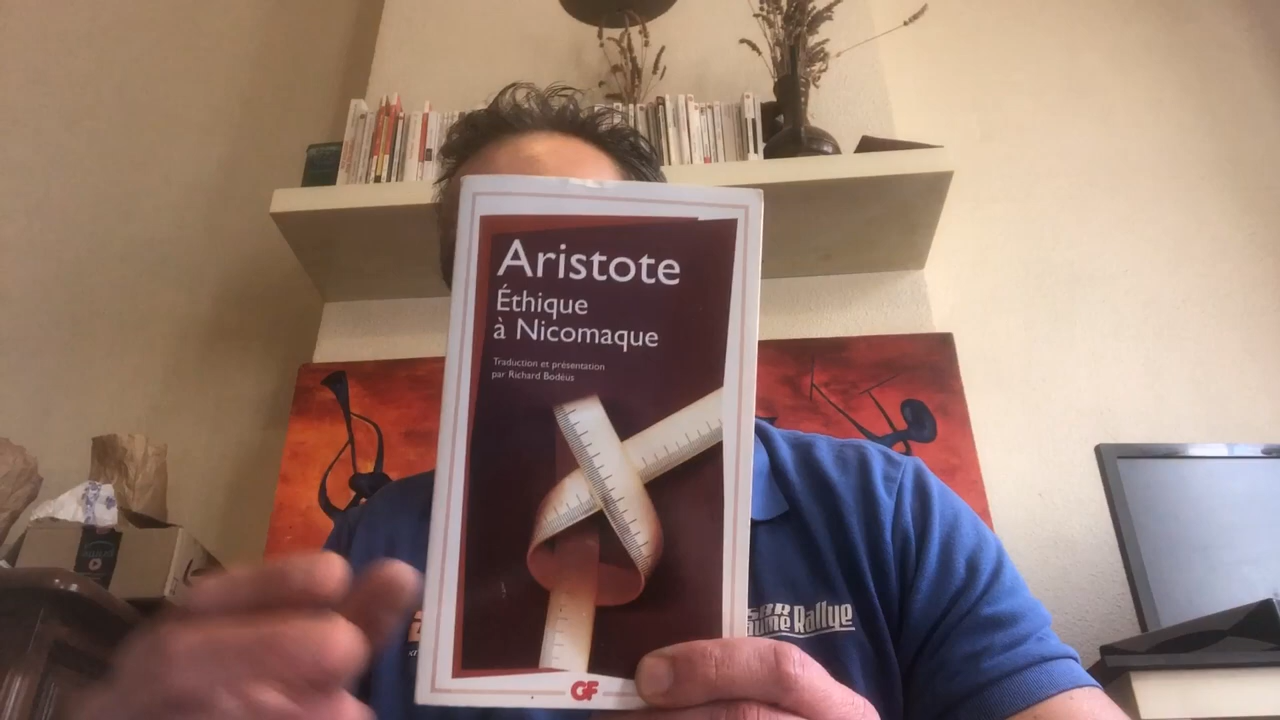 Aristote
Éthique
à Nicomaque
Traduction et présentation
par Richard Bodéüs
GF
Rallye